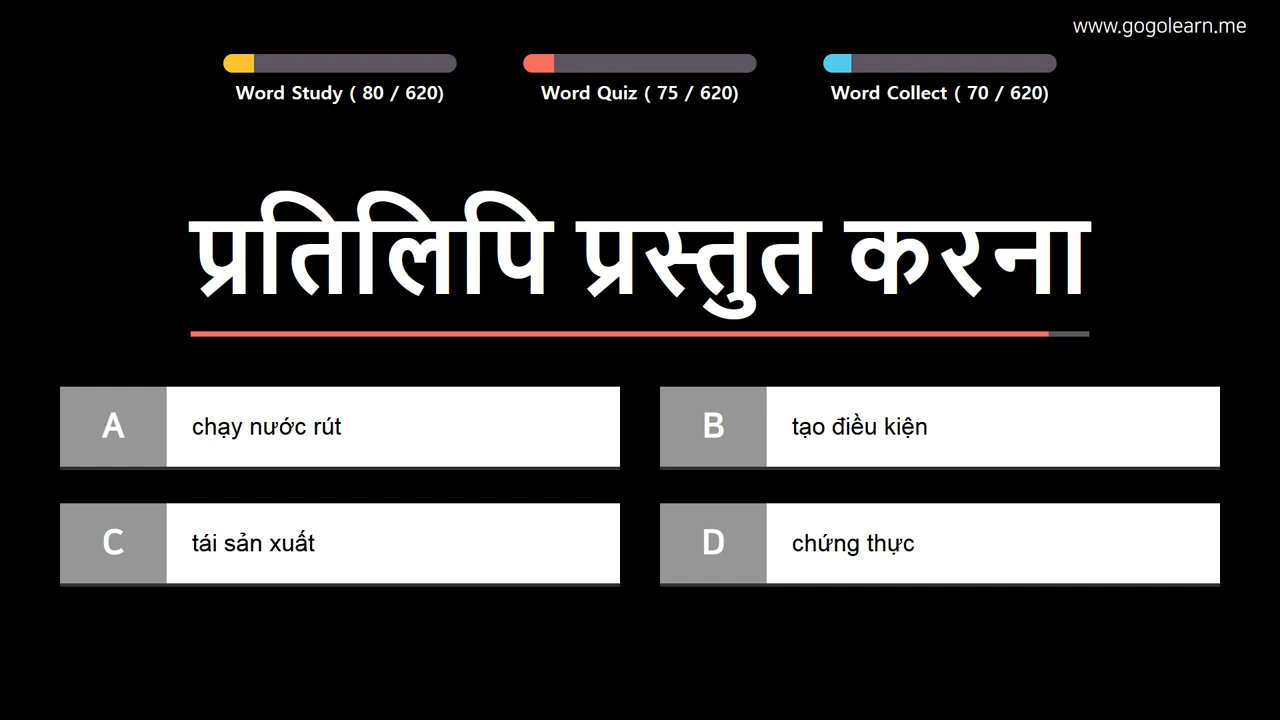 www.gogolearn.me
Word Study ( 80 / 620)
Word Quiz ( 75 / 620)
Word Collect ( 70 / 620)
प्रतिलिपि प्रस्तुत करना
A
chạy nước rút
B
tạo điều kiện
C
tái sản xuất
D
chứng thực